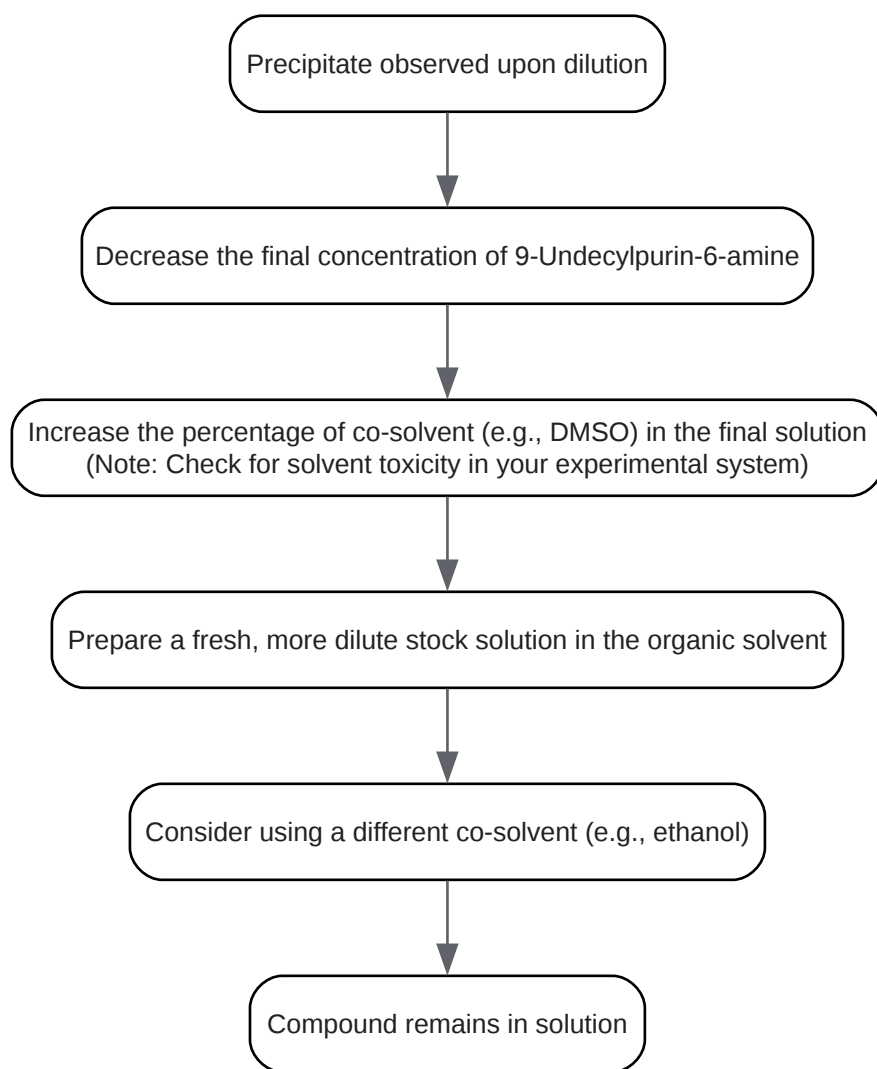 Precipitate observed upon dilution
Decrease the final concentration of 9-Undecylpurin-6-amine
Increase the percentage of co-solvent (e.g., DMSO) in the final solution
(Note: Check for solvent toxicity in your experimental system)
Prepare a fresh, more dilute stock solution in the organic solvent
Consider using a different co-solvent (e.g., ethanol)
Compound remains in solution